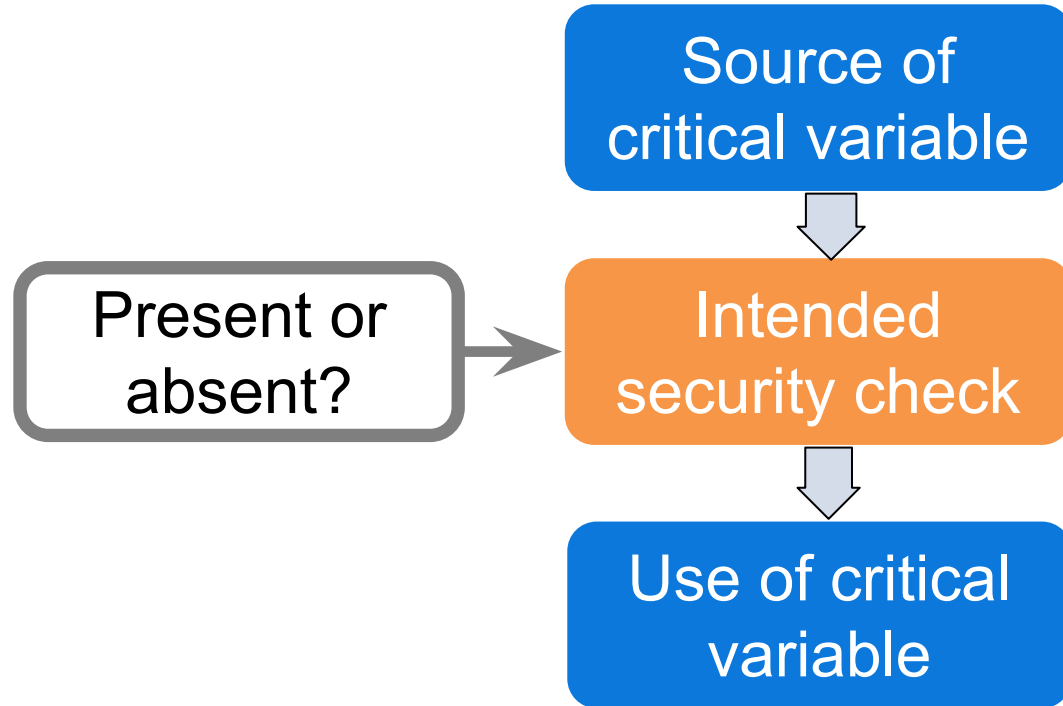 Source of
critical variable
Present or
absent?
Intended
security check
Use of critical
variable